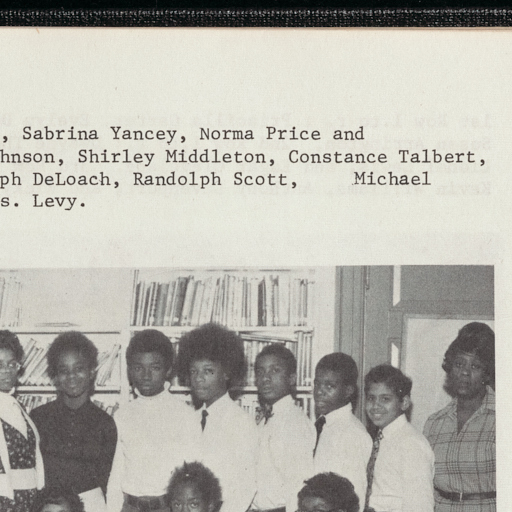 , Sabrina Yancey, Norma Price and
hnson, Shirley Middleton, Constance Talbert,
ph DeLoach, Randolph Scott, Michael
s. Levy.